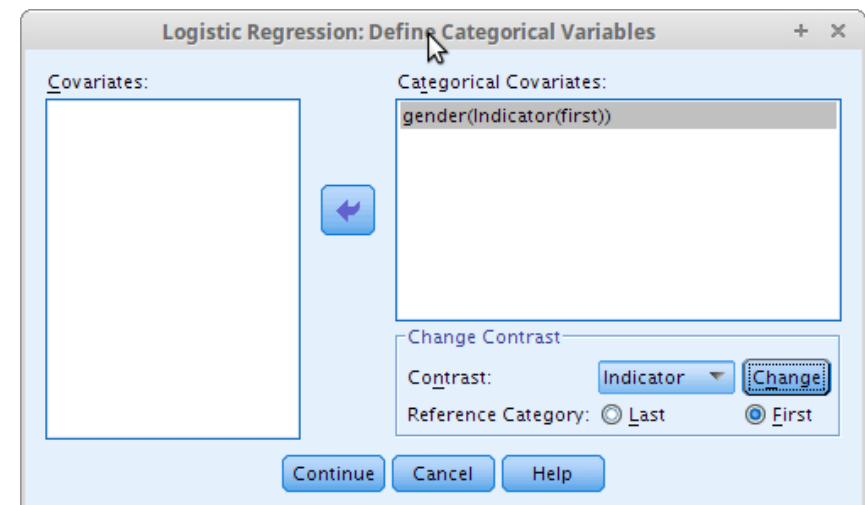 Logistic Regression: Define Categorical Variables
Covariates:
Categorical Covariates:
gender(Indicator(first))
Change Contrast
Contrast: Indicator Change
Reference Category: Last First
Continue Cancel Help